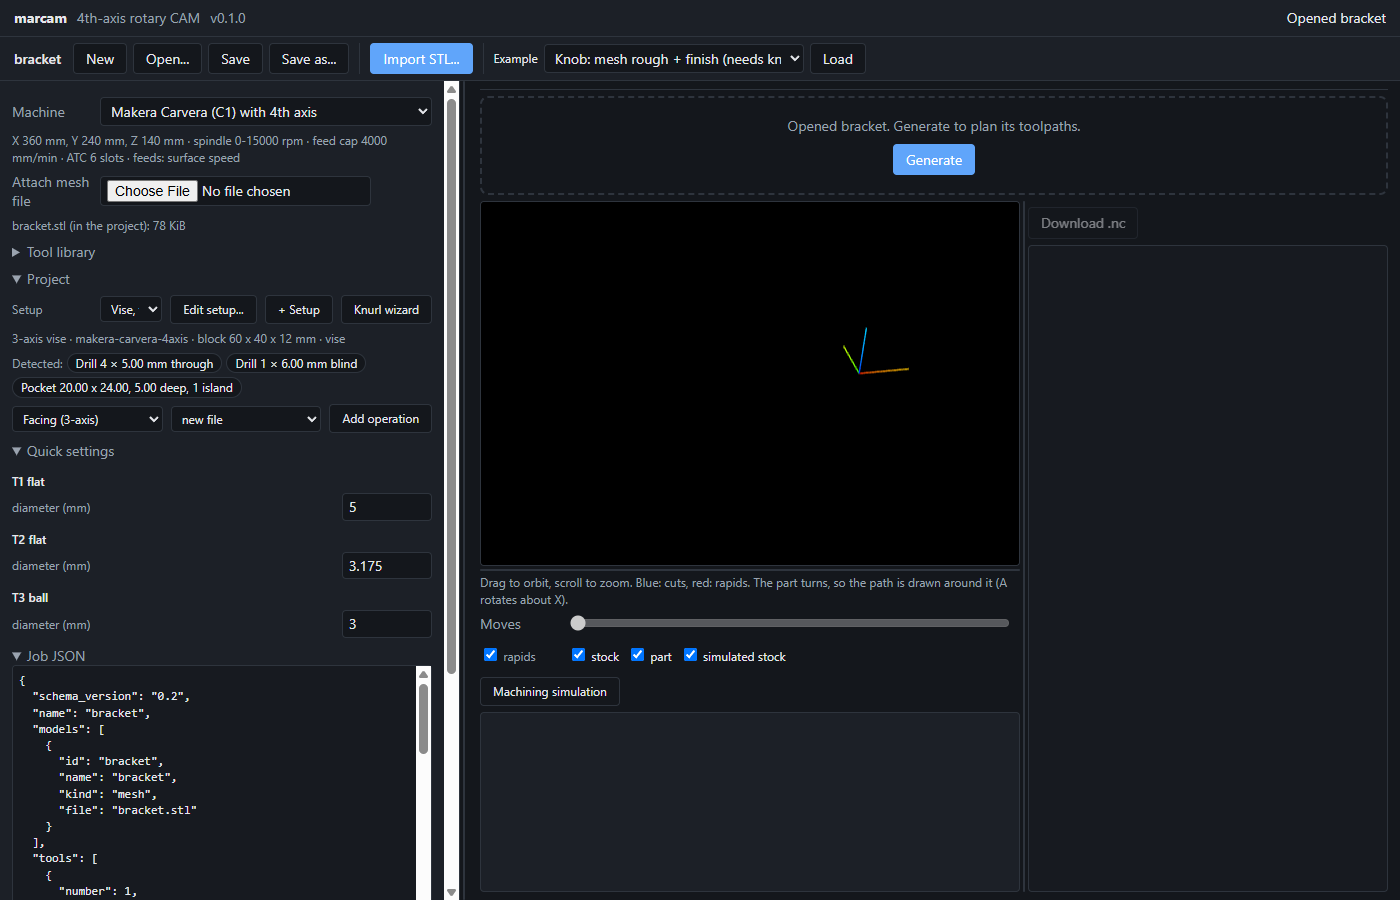 marcam 4th-axis rotary CAM v0.1.0
Opened bracket
bracket New Open... Save Save as... Import STL... Example Knob: mesh rough + finish (needs kn Load
Machine Makera Carvera (C1) with 4th axis
X 360 mm, Y 240 mm, Z 140 mm · spindle 0-15000 rpm · feed cap 4000
mm/min · ATC 6 slots · feeds: surface speed
Attach mesh
file
Choose File No file chosen
bracket.stl (in the project): 78 KiB
Tool library
Project
Setup Vise, Edit setup... + Setup Knurl wizard
3-axis vise · makera-carvera-4axis · block 60 x 40 x 12 mm · vise
Detected: Drill 4 × 5.00 mm through Drill 1 × 6.00 mm blind
Pocket 20.00 x 24.00, 5.00 deep, 1 island
Facing (3-axis) new file Add operation
Quick settings
T1 flat
diameter (mm) 5
T2 flat
diameter (mm) 3.175
T3 ball
diameter (mm) 3
Job JSON
{
"schema_version": "0.2",
"name": "bracket",
"models": [
{
"id": "bracket",
"name": "bracket",
"kind": "mesh",
"file": "bracket.stl"
}
],
"tools": [
{
"number": 1,
Opened bracket. Generate to plan its toolpaths.
Generate
Download .nc
Drag to orbit, scroll to zoom. Blue: cuts, red: rapids. The part turns, so the path is drawn around it (A
rotates about X).
Moves
rapids stock part simulated stock
Machining simulation